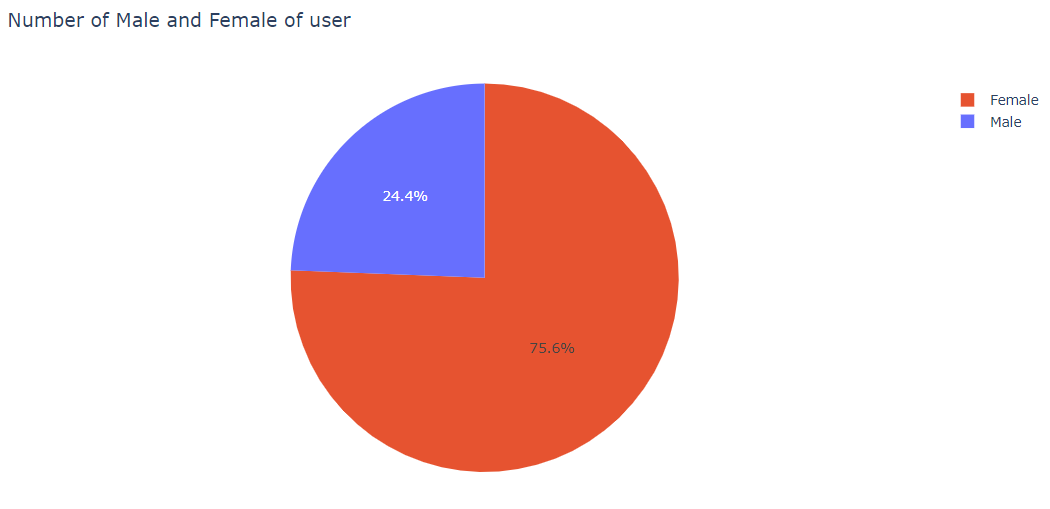 Number of Male and Female of user
Female
Male
24.4%
75.6%